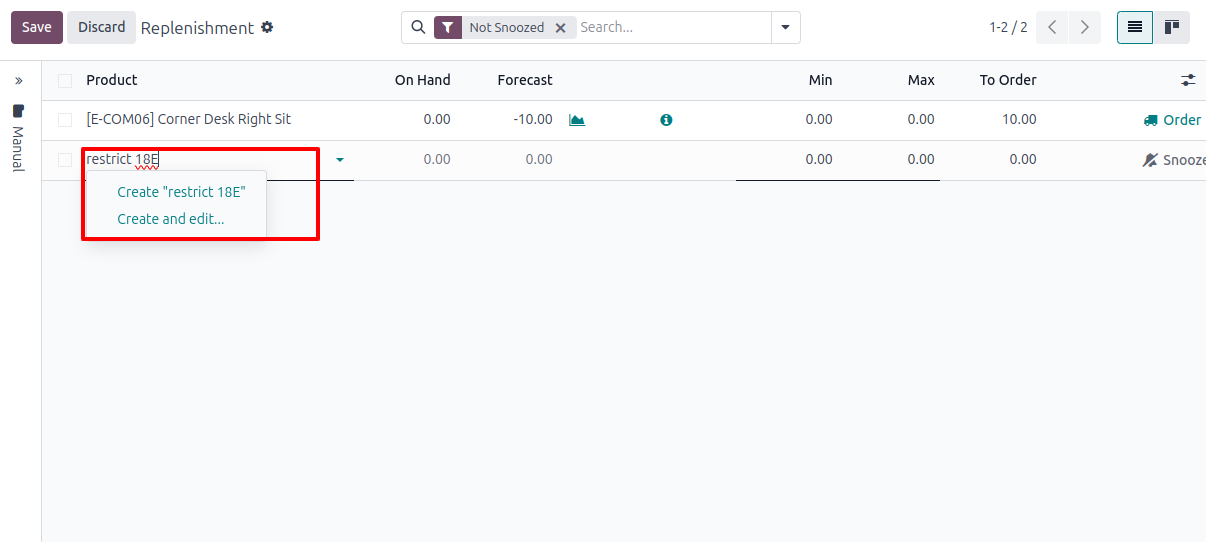 Save Discard Replenishment Not Snoozed Search... 1-2 / 2
Product On Hand Forecast Min Max To Order
[E-COM06] Corner Desk Right Sit 0.00 -10.00 0.00 0.00 10.00 Order
restrict 18E 0.00 0.00 0.00 0.00 0.00 Snooze
Create "restrict 18E"
Create and edit...
Manual